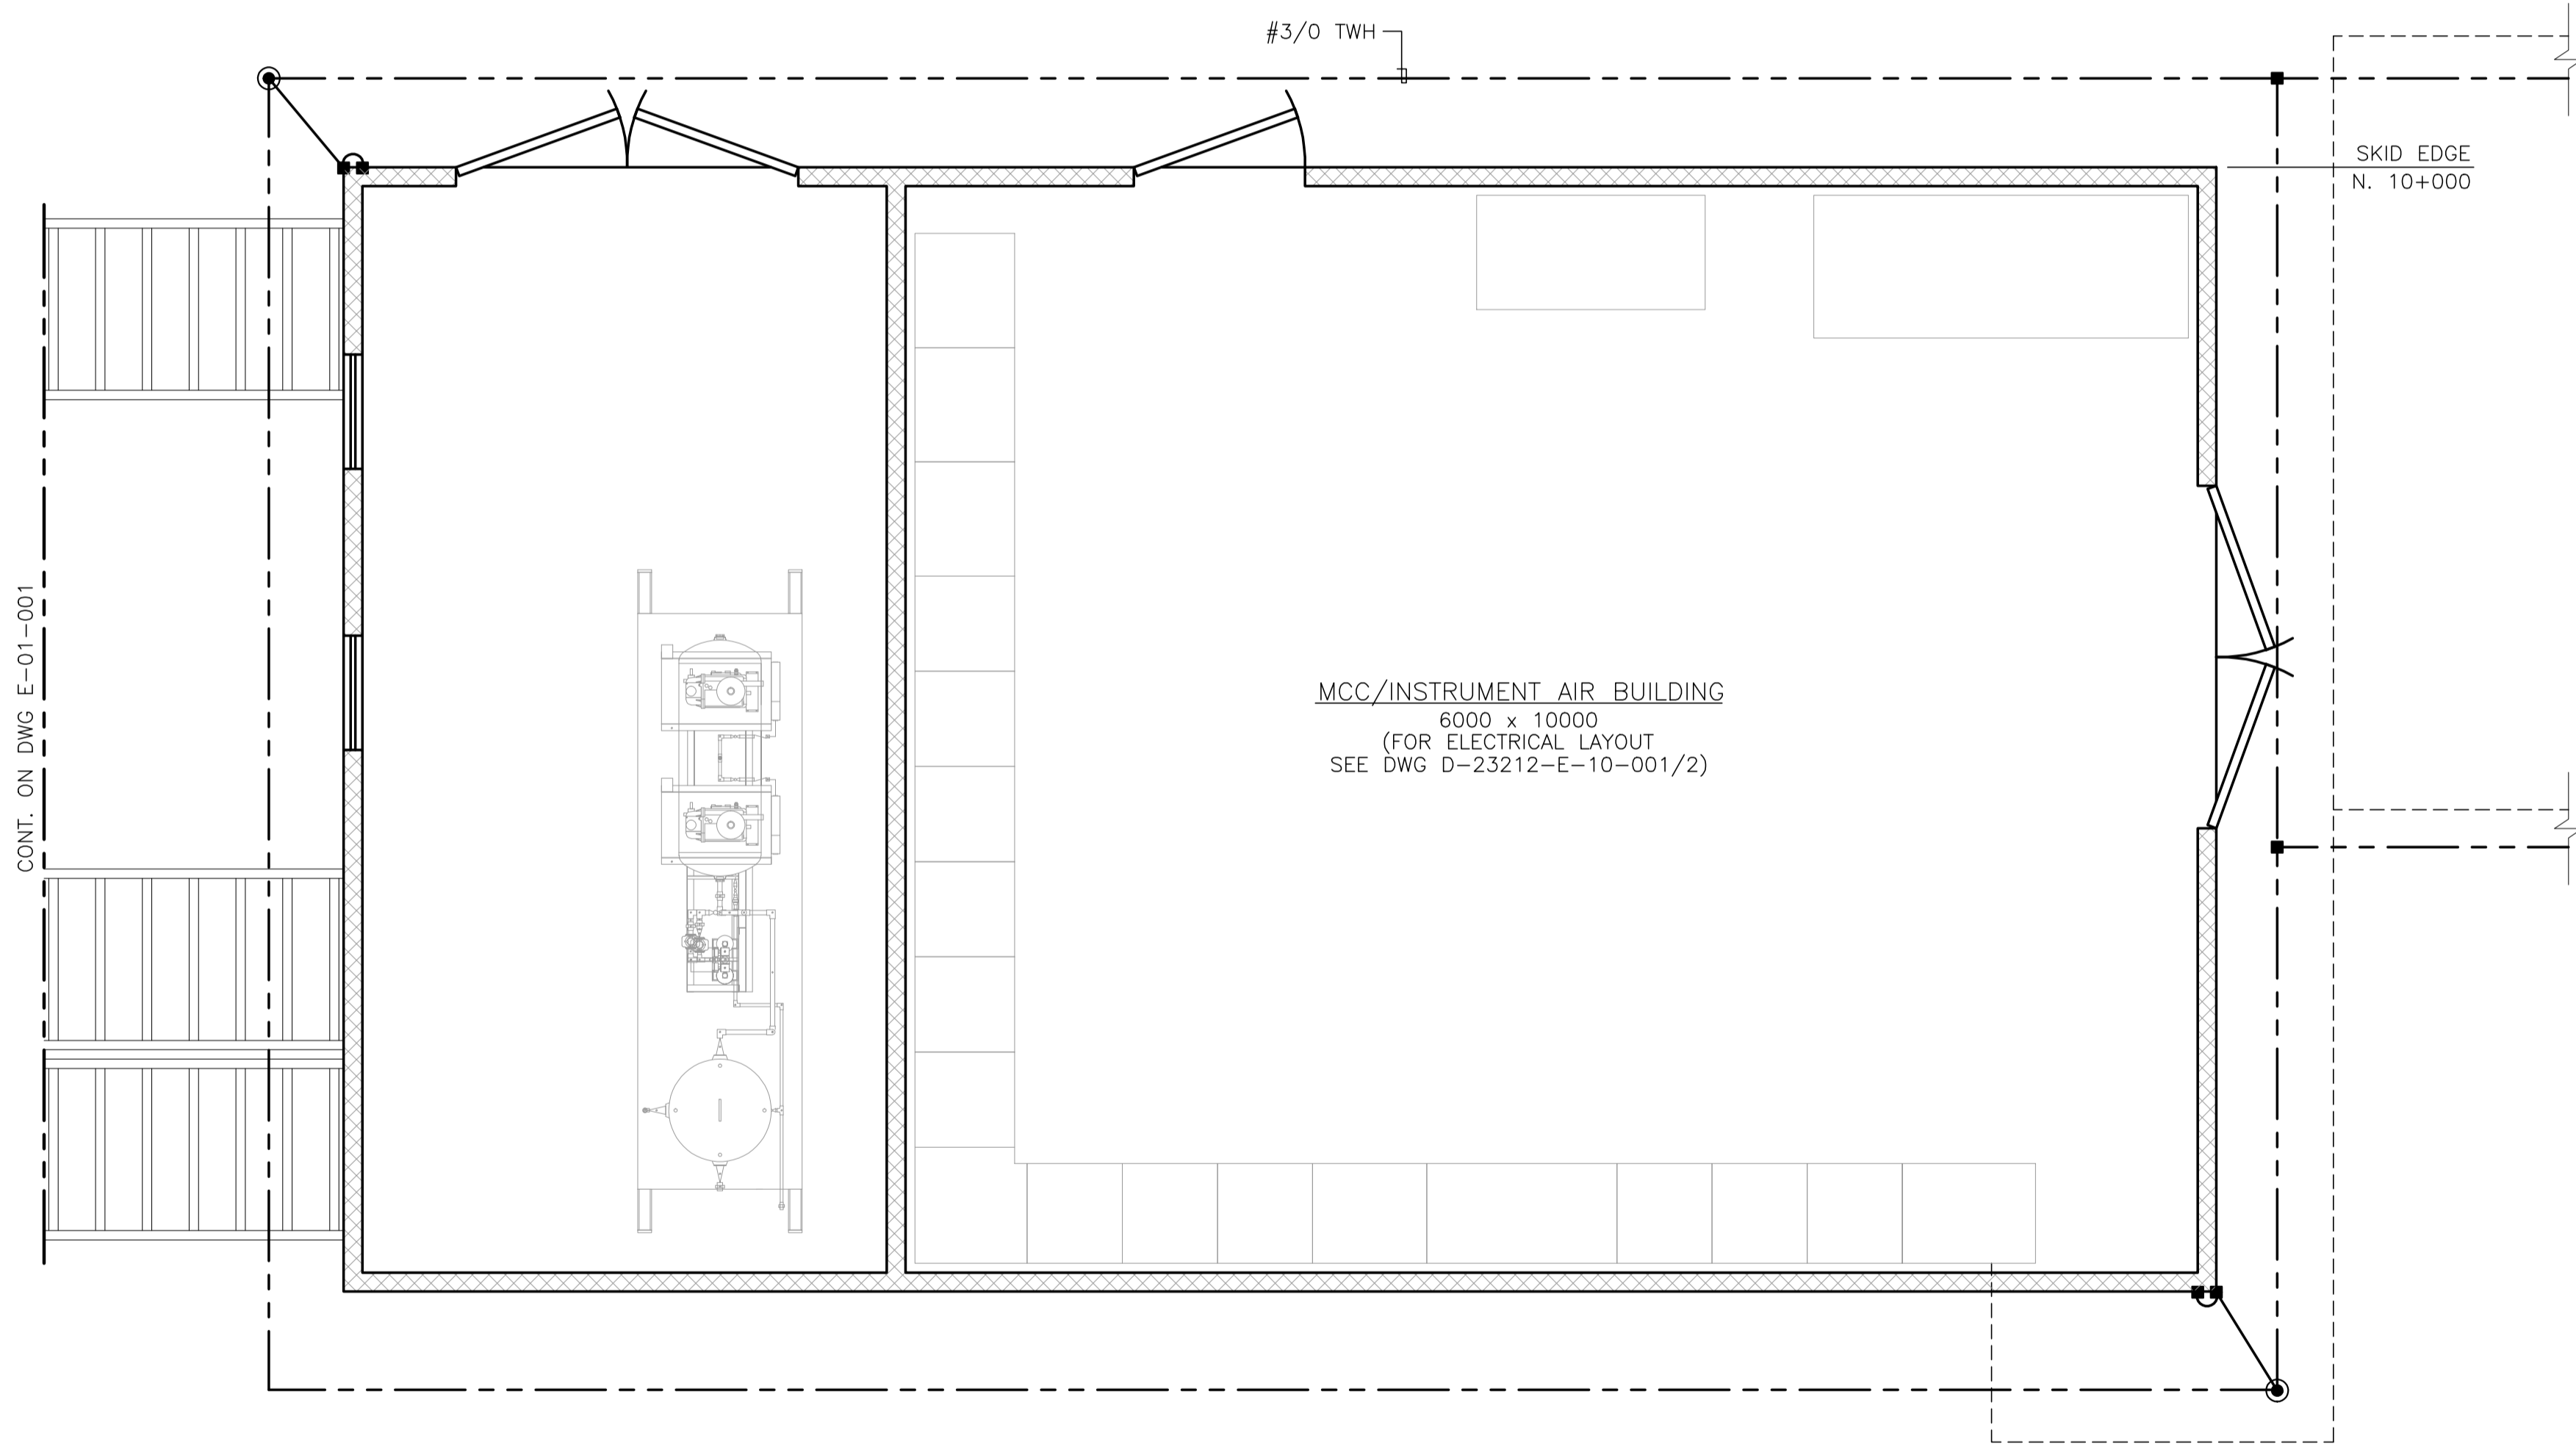 #3/0 TWH
SKID EDGE
N. 10+000
CONT. ON DWG E-01-001
MCC/INSTRUMENT AIR BUILDING
6000 x 10000
(FOR ELECTRICAL LAYOUT
SEE DWG D-23212-E-10-001/2)